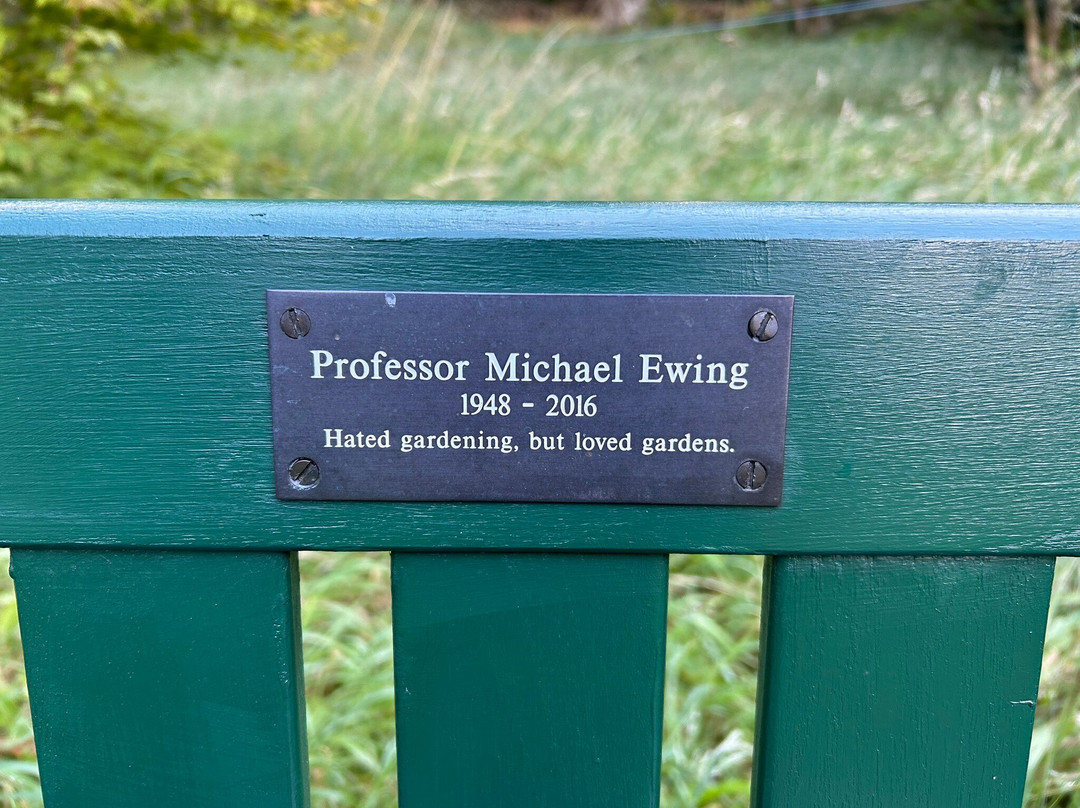 Professor Michael Ewing
1948 - 2016
Hated gardening, but loved gardens.